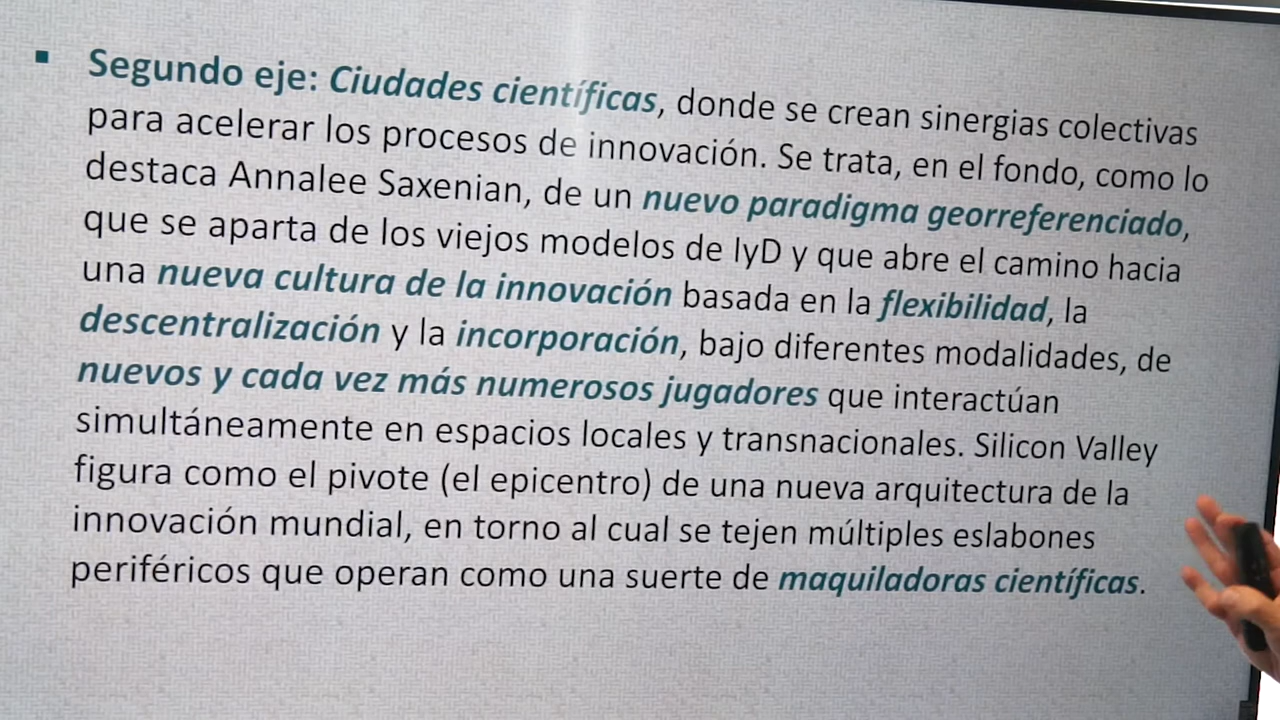 ▪ Segundo eje: Ciudades científicas, donde se crean sinergias colectivas
para acelerar los procesos de innovación. Se trata, en el fondo, como lo
destaca Annalee Saxenian, de un nuevo paradigma georreferenciado,
que se aparta de los viejos modelos de IyD y que abre el camino hacia
una nueva cultura de la innovación basada en la flexibilidad, la
descentralización y la incorporación, bajo diferentes modalidades, de
nuevos y cada vez más numerosos jugadores que interactúan
simultáneamente en espacios locales y transnacionales. Silicon Valley
figura como el pivote (el epicentro) de una nueva arquitectura de la
innovación mundial, en torno al cual se tejen múltiples eslabones
periféricos que operan como una suerte de maquiladoras científicas.